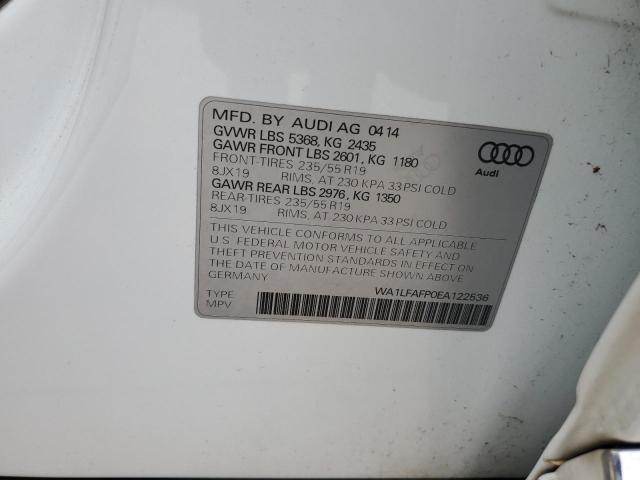 MFD. BY AUDI AG 0414
GVWR LBS 5368, KG 2435
GAWR FRONT LBS 2601, KG 1180
FRONT-TIRES 235/55 R19
8JX19 RIMS, AT 230 KPA 33 PSI COLD
GAWR REAR LBS 2976, KG 1350
REAR-TIRES 235/55 R19
8JX19 RIMS, AT 230 KPA 33 PSI COLD
Audi
THIS VEHICLE CONFORMS TO ALL APPLICABLE
U.S. FEDERAL MOTOR VEHICLE SAFETY AND
THEFT PREVENTION STANDARDS IN EFFECT ON
THE DATE OF MANUFACTURE SHOWN ABOVE.
GERMANY
WA1LFAFP0EA122536
TYPE:
MPV